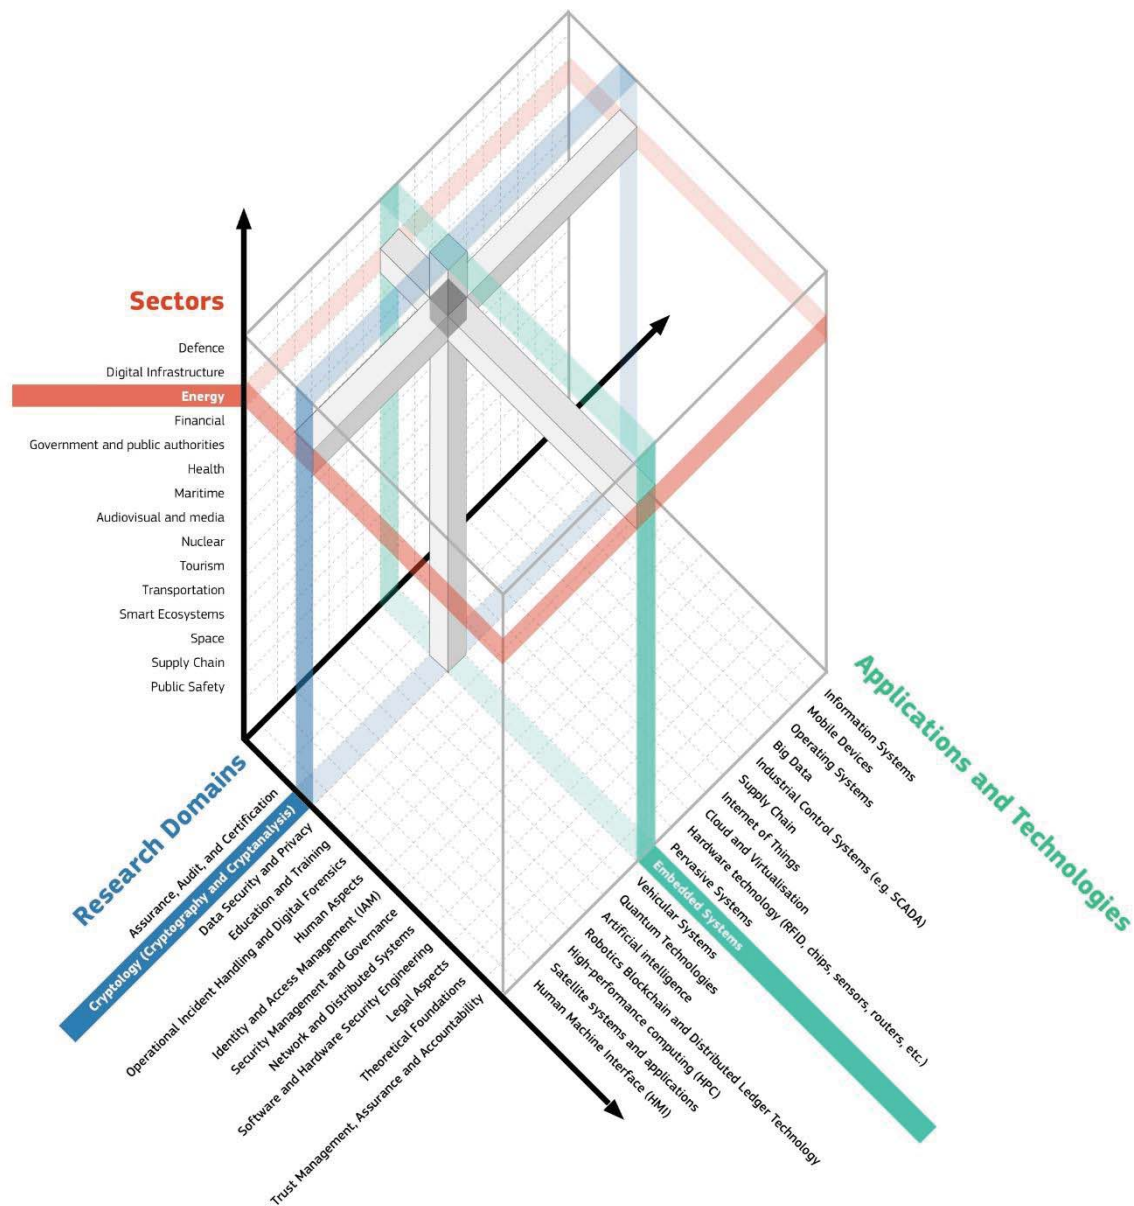 Sectors
Defence
Digital Infrastructure
Energy
Financial
Government and public authorities
Health
Maritime
Audiovisual and media
Nuclear
Tourism
Transportation
Smart Ecosystems
Space
Supply Chain
Public Safety
Research Domains
Assurance, Audit, and Certification
Cryptology (Cryptography and Cryptanalysis)
Data Security and Privacy
Education and Training
Operational Incident Handling and Digital Forensics
Human Aspects
Identity and Access Management (IAM)
Security Management and Governance
Network and Distributed Systems
Software and Hardware Security Engineering
Legal Aspects
Theoretical Foundations
Trust Management, Assurance and Accountability
Applications and Technologies
Information Systems
Mobile Devices
Operating Systems
Big Data
Industrial Control Systems (e.g. SCADA)
Supply Chain
Internet of Things
Cloud and Virtualisation
Hardware technology (RFID, chips, sensors, routers, etc.)
Pervasive Systems
Embedded Systems
Vehicular Systems
Quantum Technologies
Artificial intelligence
Robotics Blockchain and Distributed Ledger Technology
High-performance computing (HPC)
Satellite systems and applications
Human Machine Interface (HMI)